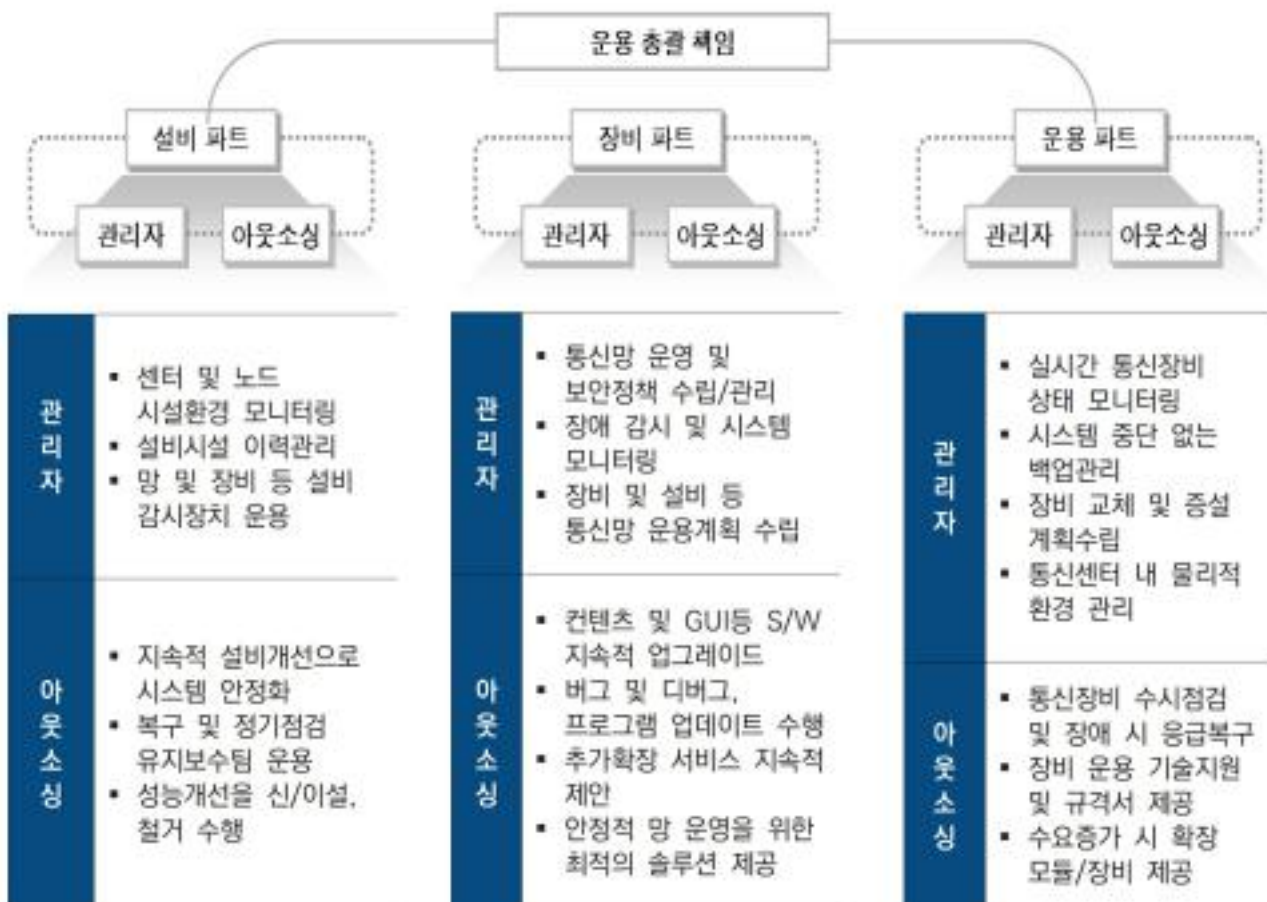 운용 총괄 책임
설비 파트
관리자
아웃소싱
장비 파트
관리자
아웃소싱
운용 파트
관리자
아웃소싱
관리자
▪ 센터 및 노드
시설환경 모니터링
▪ 설비시설 이력관리
▪ 망 및 장비 등 설비
감시장치 운용
아웃소싱
▪ 지속적 설비개선으로
시스템 안정화
▪ 복구 및 정기점검
유지보수팀 운용
▪ 성능개선을 신/이설,
철거 수행
관리자
▪ 통신망 운영 및
보안정책 수립/관리
▪ 장애 감시 및 시스템
모니터링
▪ 장비 및 설비 등
통신망 운용계획 수립
아웃소싱
▪ 컨텐츠 및 GUI등 S/W
지속적 업그레이드
▪ 버그 및 디버그,
프로그램 업데이트 수행
▪ 추가확장 서비스 지속적
제안
▪ 안정적 망 운영을 위한
최적의 솔루션 제공
관리자
▪ 실시간 통신장비
상태 모니터링
▪ 시스템 중단 없는
백업관리
▪ 장비 교체 및 증설
계획수립
▪ 통신센터 내 물리적
환경 관리
아웃소싱
▪ 통신장비 수시점검
및 장애 시 응급복구
▪ 장비 운용 기술지원
및 규격서 제공
▪ 수요증가 시 확장
모듈/장비 제공